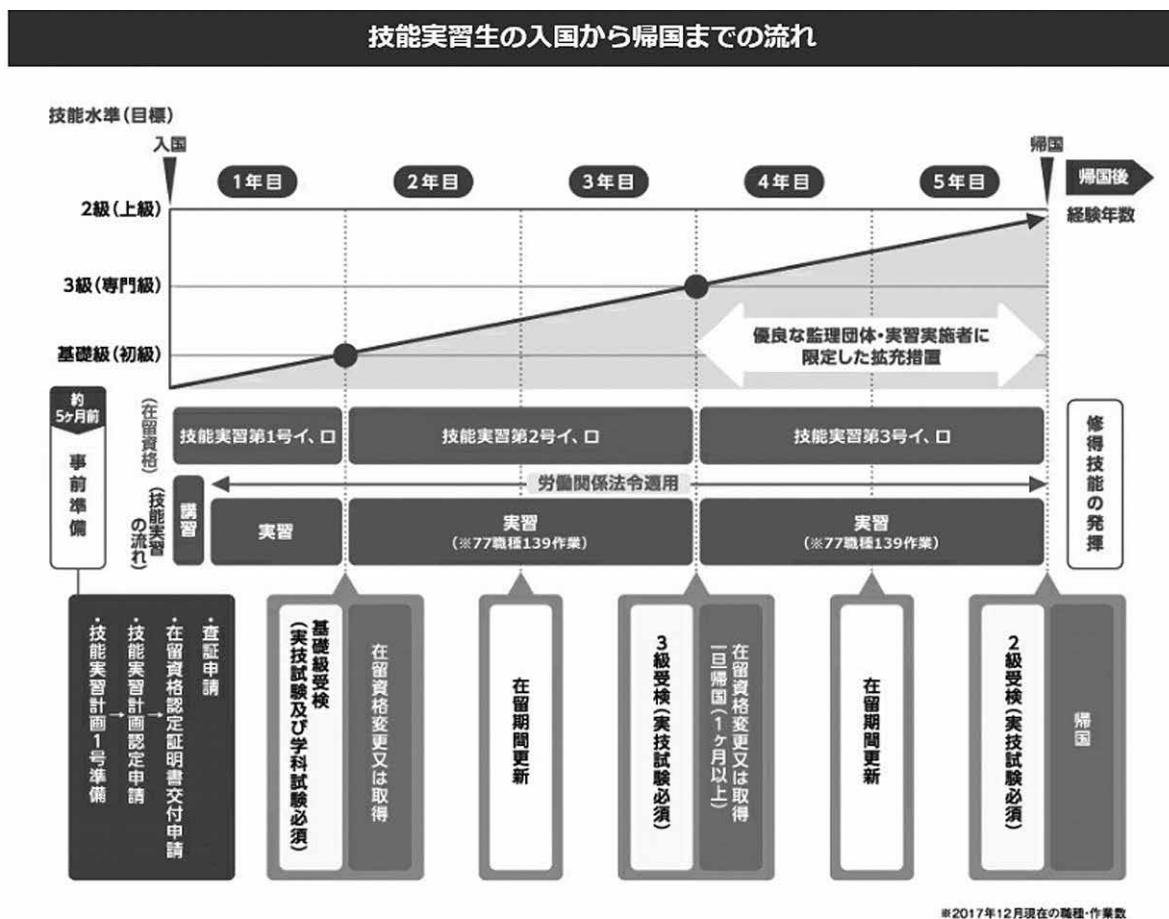 技能実習生の入国から帰国までの流れ
技能水準(目標)
入国
帰国
1年目
2年目
3年目
4年目
5年目
帰国後
経験年数
2級(上級)
3級(専門級)
基礎級(初級)
優良な監理団体・実習実施者に
限定した拡充措置
約
5ヶ月前
事前準備
(在留資格)
技能実習第1号イ、ロ
技能実習第2号イ、ロ
技能実習第3号イ、ロ
修得技能の発揮
(技能実習
の流れ)
講習
労働関係法令適用
実習
実習
(※77職種139作業)
実習
(※77職種139作業)
・技能実習計画1号準備
→
・技能実習計画認定申請
→
・在留資格認定証明書交付申請
・査証申請
基礎級受検
(実技試験及び学科試験必須)
在留資格変更又は取得
在留期間更新
3級受検(実技試験必須)
在留資格変更又は取得
一旦帰国(1ヶ月以上)
在留期間更新
2級受検(実技試験必須)
帰国
※2017年12月現在の職種・作業数